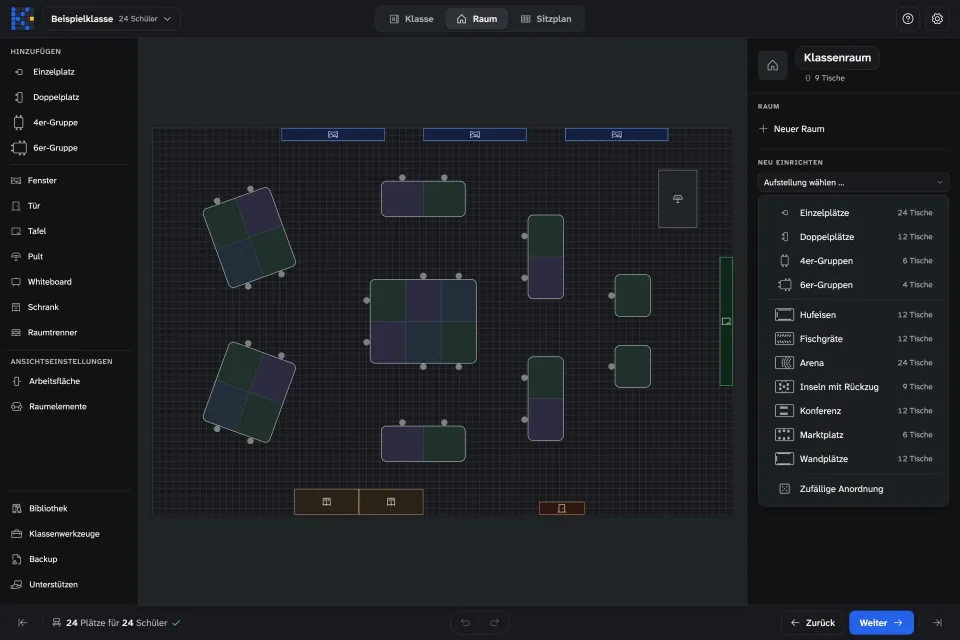 Beispielklasse 24 Schüler
Klasse
Raum
Sitzplan
HINZUFÜGEN
Einzelplatz
Doppelplatz
4er-Gruppe
6er-Gruppe
Fenster
Tür
Tafel
Pult
Whiteboard
Schrank
Raumtrenner
ANSICHTSEINSTELLUNGEN
Arbeitsfläche
Raumelemente
Bibliothek
Klassenwerkzeuge
Backup
Unterstützen
Klassenraum
9 Tische
RAUM
Neuer Raum
NEU EINRICHTEN
Aufstellung wählen ...
Einzelplätze 24 Tische
Doppelplätze 12 Tische
4er-Gruppen 6 Tische
6er-Gruppen 4 Tische
Hufeisen 12 Tische
Fischgräte 12 Tische
Arena 24 Tische
Inseln mit Rückzug 9 Tische
Konferenz 12 Tische
Marktplatz 6 Tische
Wandplätze 12 Tische
Zufällige Anordnung
24 Plätze für 24 Schüler
Zurück
Weiter